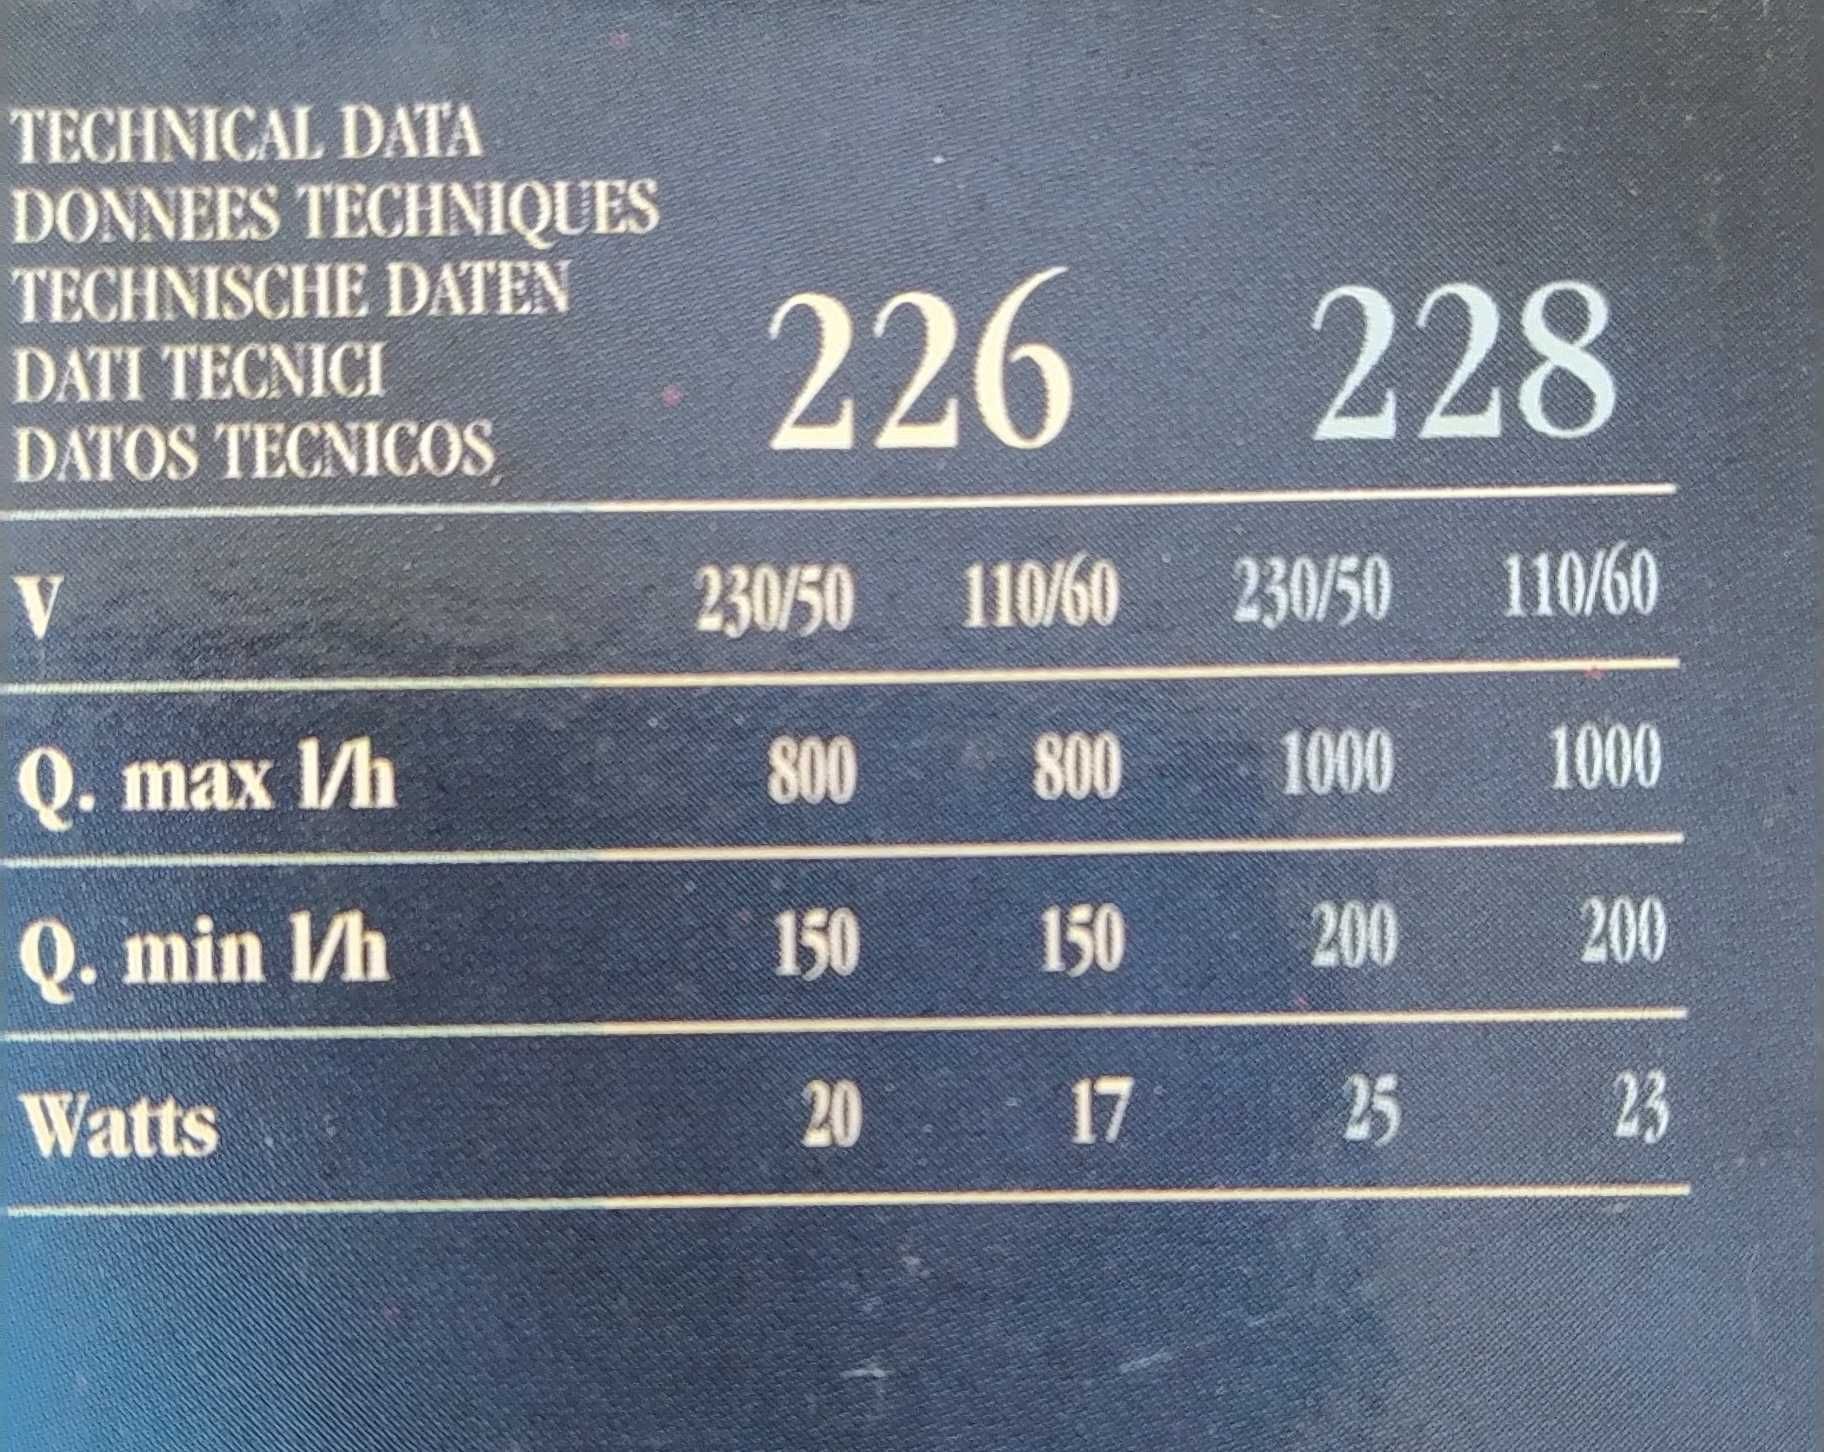 TECHNICAL DATA
DONNEES TECHNIQUES
TECHNISCHE DATEN
DATI TECNICI
DATOS TECNICOS
226 228
V 230/50 110/60 230/50 110/60
Q. max l/h 800 800 1000 1000
Q. min l/h 150 150 200 200
Watts 20 17 25 23